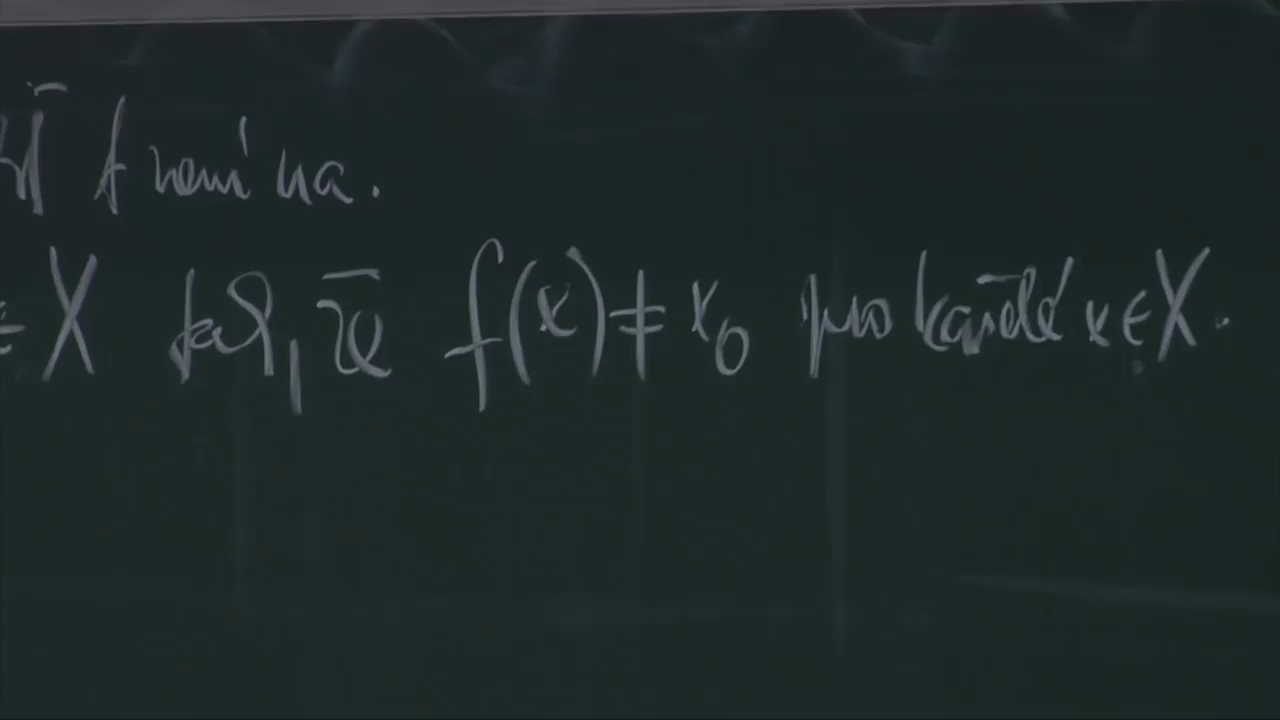 f není na.
∈ X tak, že f(x) ≠ x₀ pro každé x ∈ X.